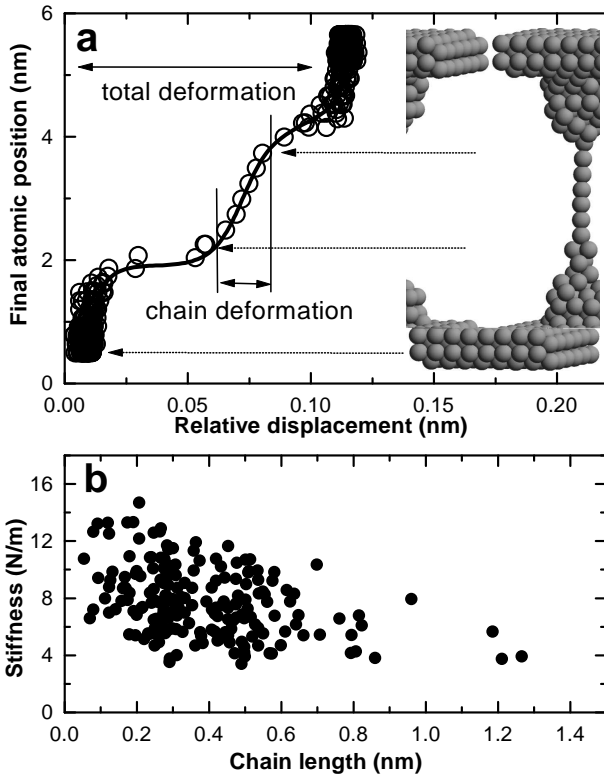 a
6
4
2
0
Final atomic position (nm)
total deformation
chain deformation
0.00 0.05 0.10 0.15 0.20
Relative displacement (nm)
b
16
12
8
4
0
Stiffness (N/m)
0.0 0.2 0.4 0.6 0.8 1.0 1.2 1.4
Chain length (nm)